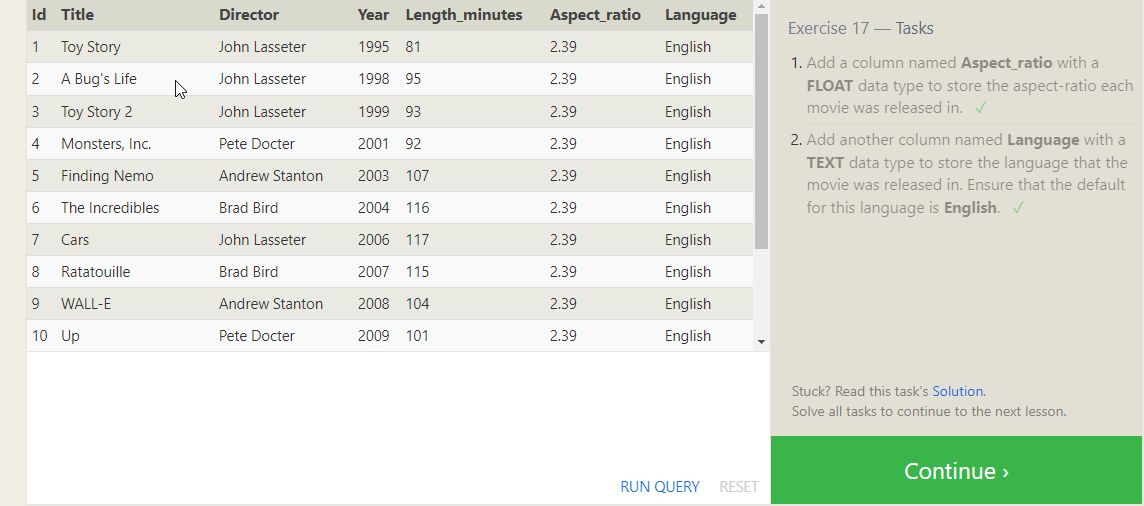 Id Title Director Year Length_minutes Aspect_ratio Language
1 Toy Story John Lasseter 1995 81 2.39 English
2 A Bug's Life John Lasseter 1998 95 2.39 English
3 Toy Story 2 John Lasseter 1999 93 2.39 English
4 Monsters, Inc. Pete Docter 2001 92 2.39 English
5 Finding Nemo Andrew Stanton 2003 107 2.39 English
6 The Incredibles Brad Bird 2004 116 2.39 English
7 Cars John Lasseter 2006 117 2.39 English
8 Ratatouille Brad Bird 2007 115 2.39 English
9 WALL-E Andrew Stanton 2008 104 2.39 English
10 Up Pete Docter 2009 101 2.39 English
RUN QUERY RESET
Exercise 17 — Tasks
1. Add a column named Aspect_ratio with a
FLOAT data type to store the aspect-ratio each
movie was released in. ✓
2. Add another column named Language with a
TEXT data type to store the language that the
movie was released in. Ensure that the default
for this language is English. ✓
Stuck? Read this task's Solution.
Solve all tasks to continue to the next lesson.
Continue ›